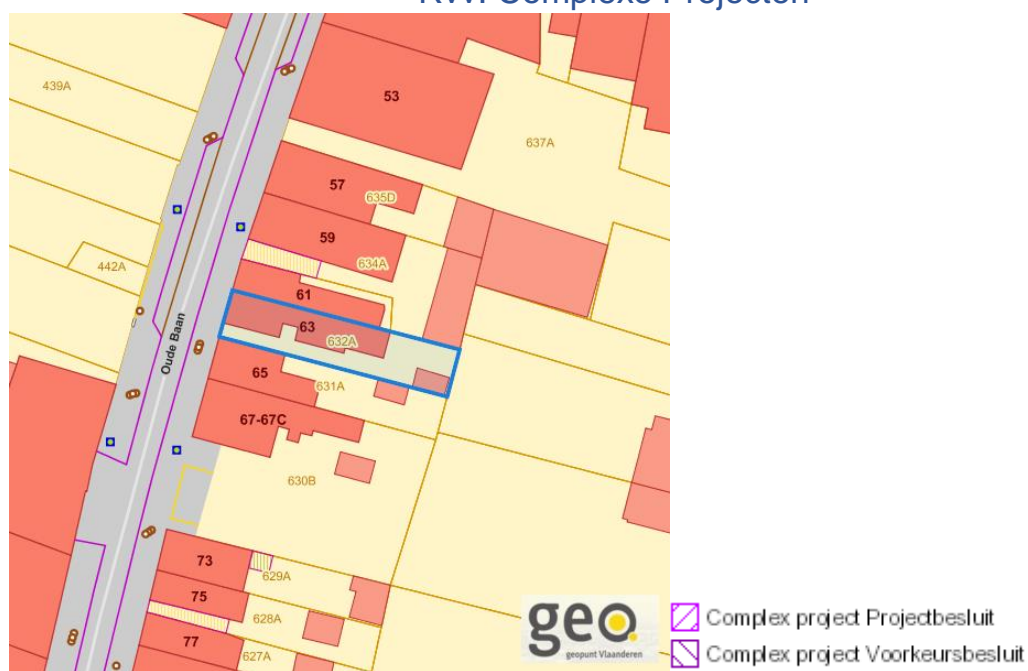 RVV: Complexe Projecten
439A
53
637A
57
635D
59
634A
442A
61
63
632A
Oude Baan
65
631A
67-67C
630B
73
629A
75
628A
77
627A
geo
geopunt Vlaanderen
Complex project Projectbesluit
Complex project Voorkeursbesluit